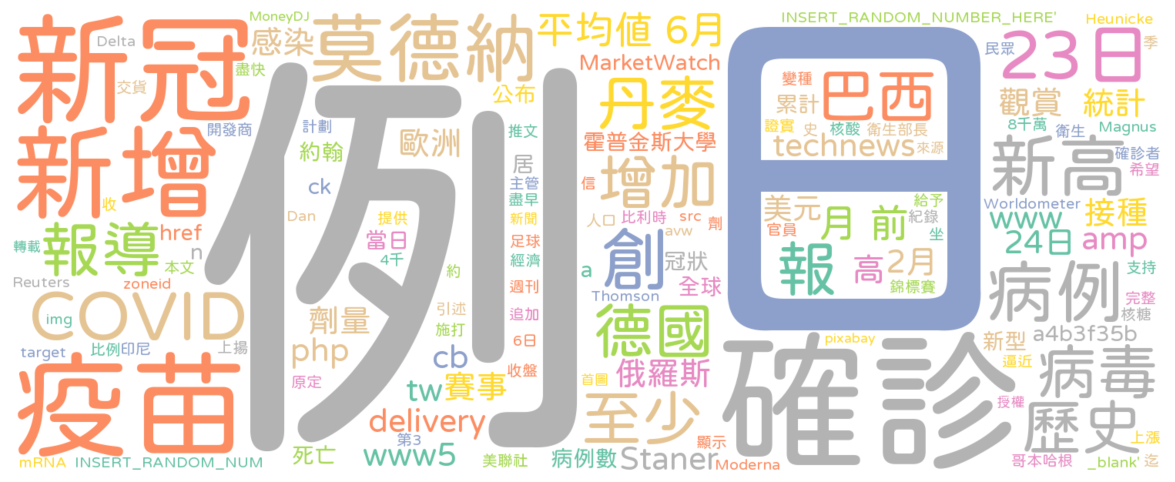 新冠
Delta
MoneyDJ
感染
莫德納
平均値 6月
INSERT_RANDOM_NUMBER_HERE'
Heunicke
23日
季
民眾
交貨
盡快
公布
MarketWatch
丹麥
變種
累計
巴西
觀賞
統計
新增
開發商
計劃
約翰
歐洲
推文
霍普金斯大學
證實
史
核酸
衛生部長
technews
來源
8千萬
衛生
Magnus
確診者
新高
希望
例
日
ck
居
主管
盡早
信
增加
收
報導
href
n
轉載
本文
zoneid
Dan
提供
新聞
當日
4千
足球
經濟
人口
比利時
src
avw
劑
美元
官員
月
前
給予
紀錄
坐
Worldometer
www
接種
24日
amp
a
創
冠狀
報
高
2月
錦標賽
支持
Reuters
COVID
img
target
比例
印尼
上揚
約
週刊
引述
施打
劑量
追加
6日
收盤
Thomson
全球
德國
病例
完整
核糖
a4b3f35b
疫苗
php
原定
cb
tw
賽事
delivery
俄羅斯
首圖
至少
確診
pixabay
新型
逼近
授權
病毒
歷史
上漲
mRNA
INSERT_RANDOM_NUM
死亡
第3
www5
美聯社
病例數
Staner
顯示
Moderna
哥本哈根
_blank'
迄